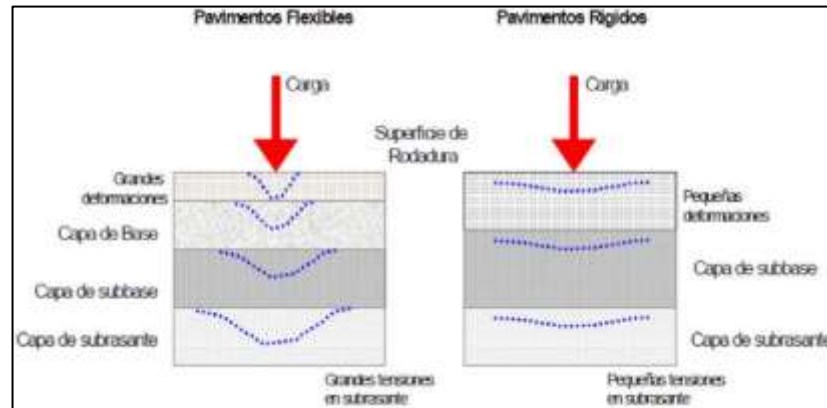 Pavimentos Flexibles
Pavimentos Rigidos
Carga
Carga
Superficie de
Rodadura
Grandes
deformaciones
Pequeñas
deformaciones
Capa de Base
Capa de subbase
Capa de subbase
Capa de subrasante
Capa de subrasante
Grandes tensiones
en subrasante
Pequeñas tensiones
en subrasante